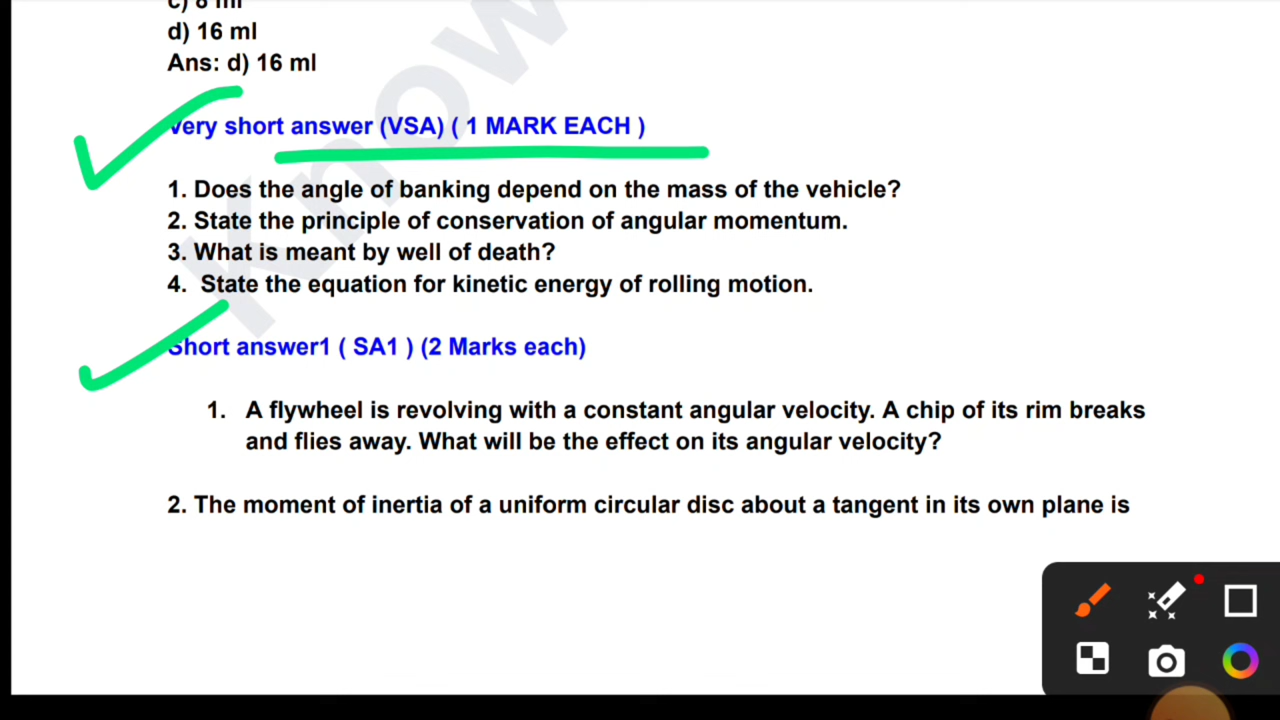 c) 8 ml
d) 16 ml
Ans: d) 16 ml
Very short answer (VSA) ( 1 MARK EACH )
1. Does the angle of banking depend on the mass of the vehicle?
2. State the principle of conservation of angular momentum.
3. What is meant by well of death?
4. State the equation for kinetic energy of rolling motion.
Short answer1 ( SA1 ) (2 Marks each)
1. A flywheel is revolving with a constant angular velocity. A chip of its rim breaks
and flies away. What will be the effect on its angular velocity?
2. The moment of inertia of a uniform circular disc about a tangent in its own plane is
Know